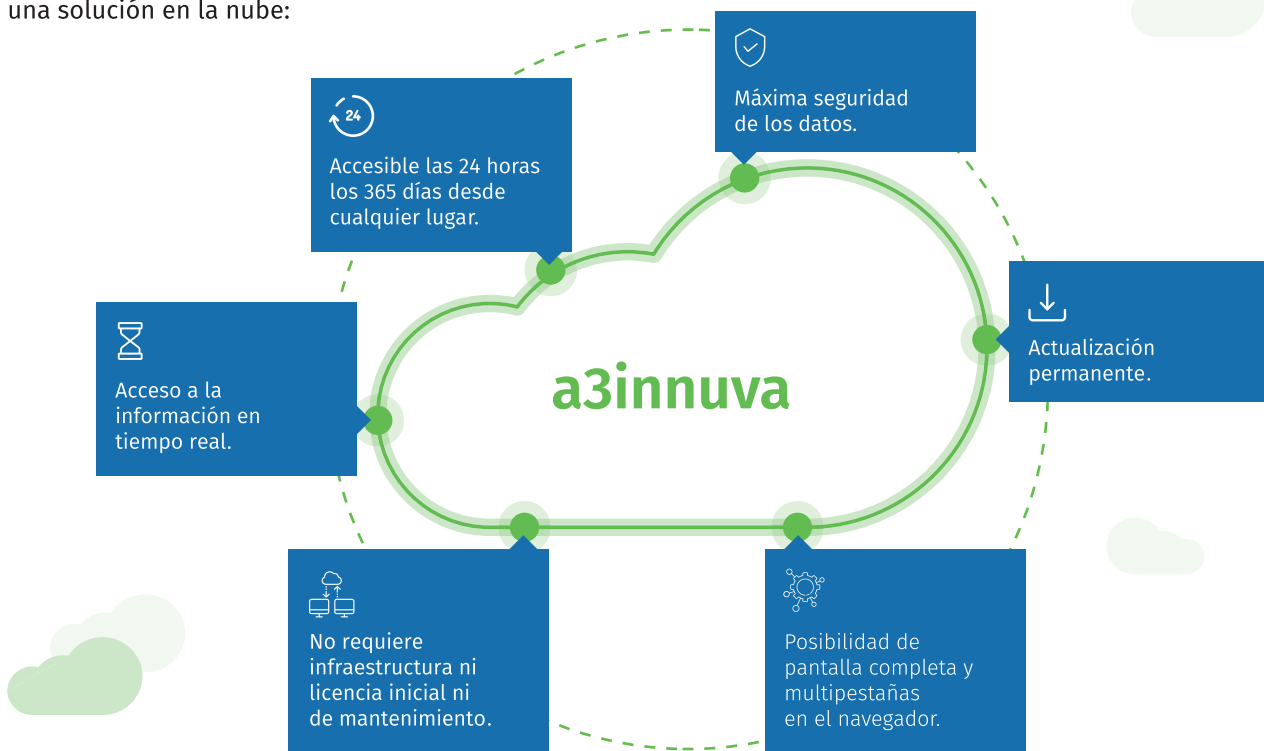 una solución en la nube:
Máxima seguridad
de los datos.
24
Accesible las 24 horas
los 365 días desde
cualquier lugar.
Actualización
permanente.
Acceso a la
información en
tiempo real.
a3innuva
No requiere
infraestructura ni
licencia inicial ni
de mantenimiento.
Posibilidad de
pantalla completa y
multipestañas
en el navegador.